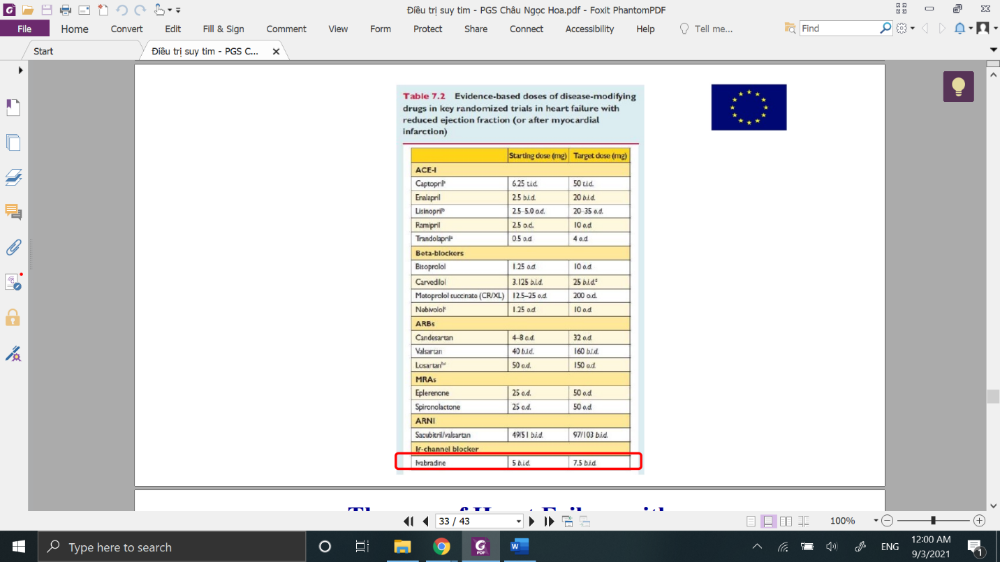 Điều trị suy tim - PGS Châu Ngọc Hoa.pdf - Foxit PhantomPDF
File Home Convert Edit Fill & Sign Comment View Form Protect Share Connect Accessibility Help Tell me... Find
Start Điều trị suy tim - PGS C...
Table 7.2 Evidence-based doses of disease-modifying
drugs in key randomized trials in heart failure with
reduced ejection fraction (or after myocardial
infarction)
Starting dose (mg) Target dose (mg)
ACE-I
Captoprilª 6.25 t.i.d. 50 t.i.d.
Enalapril 2.5 b.i.d. 20 b.i.d.
Lisinoprilᵇ 2.5–5.0 o.d. 20–35 o.d.
Ramipril 2.5 o.d. 10 o.d.
Trandolaprilª 0.5 o.d. 4 o.d.
Beta-blockers
Bisoprolol 1.25 o.d. 10 o.d.
Carvedilol 3.125 b.i.d. 25 b.i.d.ᵈ
Metoprolol succinate (CR/XL) 12.5–25 o.d. 200 o.d.
Nebivololᶜ 1.25 o.d. 10 o.d.
ARBs
Candesartan 4–8 o.d. 32 o.d.
Valsartan 40 b.i.d. 160 b.i.d.
Losartanᵇ,ᶜ 50 o.d. 150 o.d.
MRAs
Eplerenone 25 o.d. 50 o.d.
Spironolactone 25 o.d. 50 o.d.
ARNI
Sacubitril/valsartan 49/51 b.i.d. 97/103 b.i.d.
If-channel blocker
Ivabradine 5 b.i.d. 7.5 b.i.d.
33 / 43 100%
Type here to search ENG 12:00 AM
9/3/2021 1